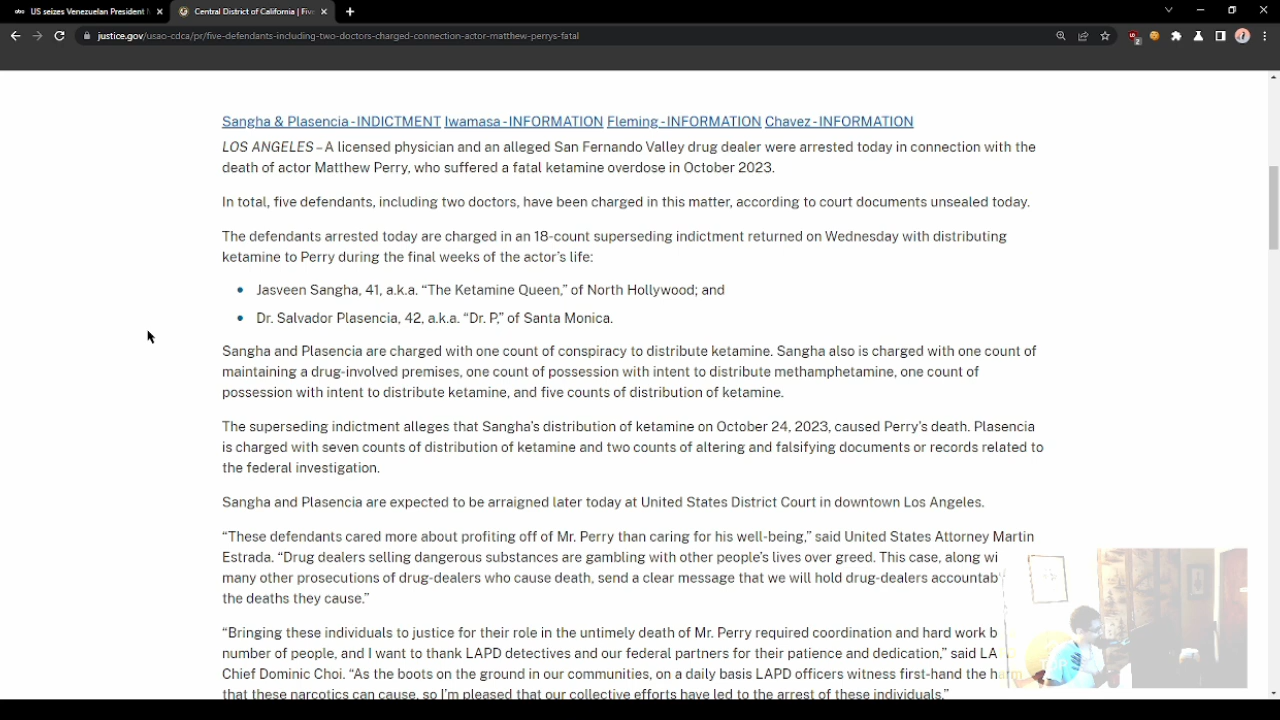 US seizes Venezuelan President
Central District of California | Five
justice.gov/usao-cdca/pr/five-defendants-including-two-doctors-charged-connection-actor-matthew-perrys-fatal
2
Sangha & Plasencia - INDICTMENT Iwamasa - INFORMATION Fleming - INFORMATION Chavez - INFORMATION
LOS ANGELES – A licensed physician and an alleged San Fernando Valley drug dealer were arrested today in connection with the
death of actor Matthew Perry, who suffered a fatal ketamine overdose in October 2023.
In total, five defendants, including two doctors, have been charged in this matter, according to court documents unsealed today.
The defendants arrested today are charged in an 18-count superseding indictment returned on Wednesday with distributing
ketamine to Perry during the final weeks of the actor’s life:
• Jasveen Sangha, 41, a.k.a. “The Ketamine Queen,” of North Hollywood; and
• Dr. Salvador Plasencia, 42, a.k.a. “Dr. P,” of Santa Monica.
Sangha and Plasencia are charged with one count of conspiracy to distribute ketamine. Sangha also is charged with one count of
maintaining a drug-involved premises, one count of possession with intent to distribute methamphetamine, one count of
possession with intent to distribute ketamine, and five counts of distribution of ketamine.
The superseding indictment alleges that Sangha’s distribution of ketamine on October 24, 2023, caused Perry’s death. Plasencia
is charged with seven counts of distribution of ketamine and two counts of altering and falsifying documents or records related to
the federal investigation.
Sangha and Plasencia are expected to be arraigned later today at United States District Court in downtown Los Angeles.
“These defendants cared more about profiting off of Mr. Perry than caring for his well-being,” said United States Attorney Martin
Estrada. “Drug dealers selling dangerous substances are gambling with other people’s lives over greed. This case, along wi
many other prosecutions of drug-dealers who cause death, send a clear message that we will hold drug-dealers accountab
the deaths they cause.”
“Bringing these individuals to justice for their role in the untimely death of Mr. Perry required coordination and hard work b
number of people, and I want to thank LAPD detectives and our federal partners for their patience and dedication,” said LA
Chief Dominic Choi. “As the boots on the ground in our communities, on a daily basis LAPD officers witness first-hand the harm
that these narcotics can cause, so I’m pleased that our collective efforts have led to the arrest of these individuals.”